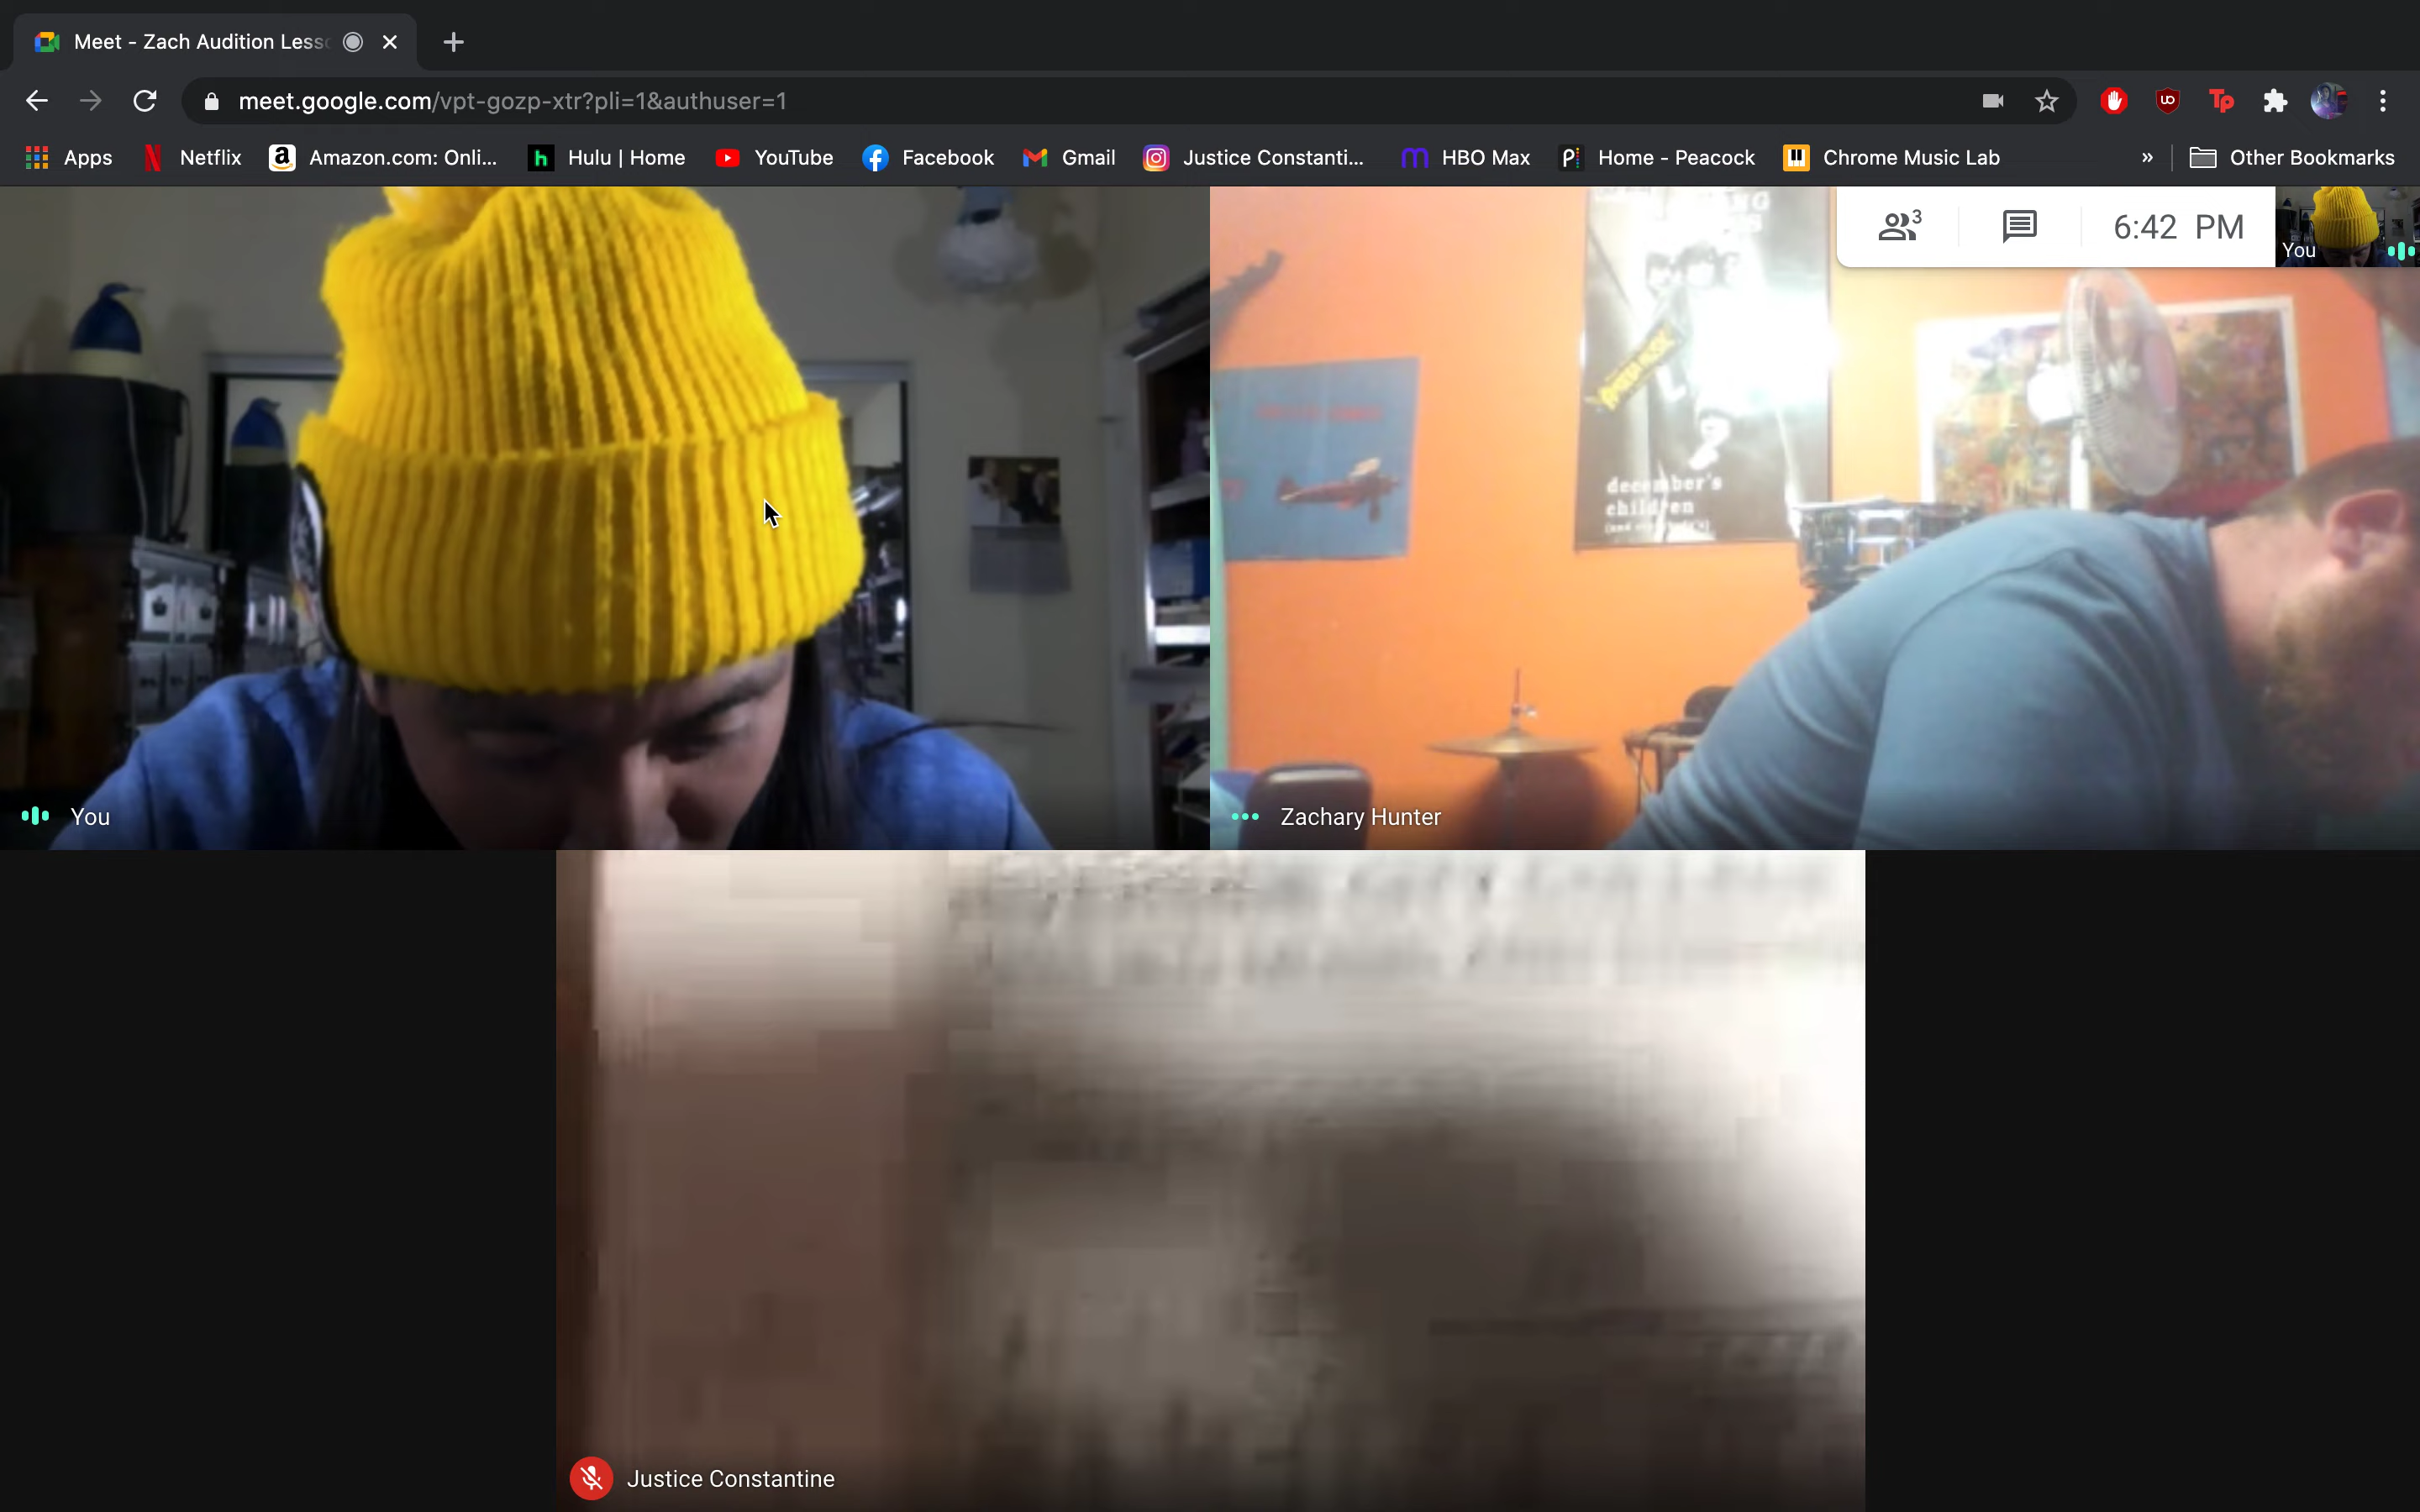 Meet - Zach Audition Less
meet.google.com/vpt-gozp-xtr?pli=1&authuser=1
Apps Netflix Amazon.com: Onli... Hulu | Home YouTube Facebook Gmail Justice Constanti... HBO Max Home - Peacock Chrome Music Lab » Other Bookmarks
3 6:42 PM
You
december's
children
You
Zachary Hunter
Justice Constantine